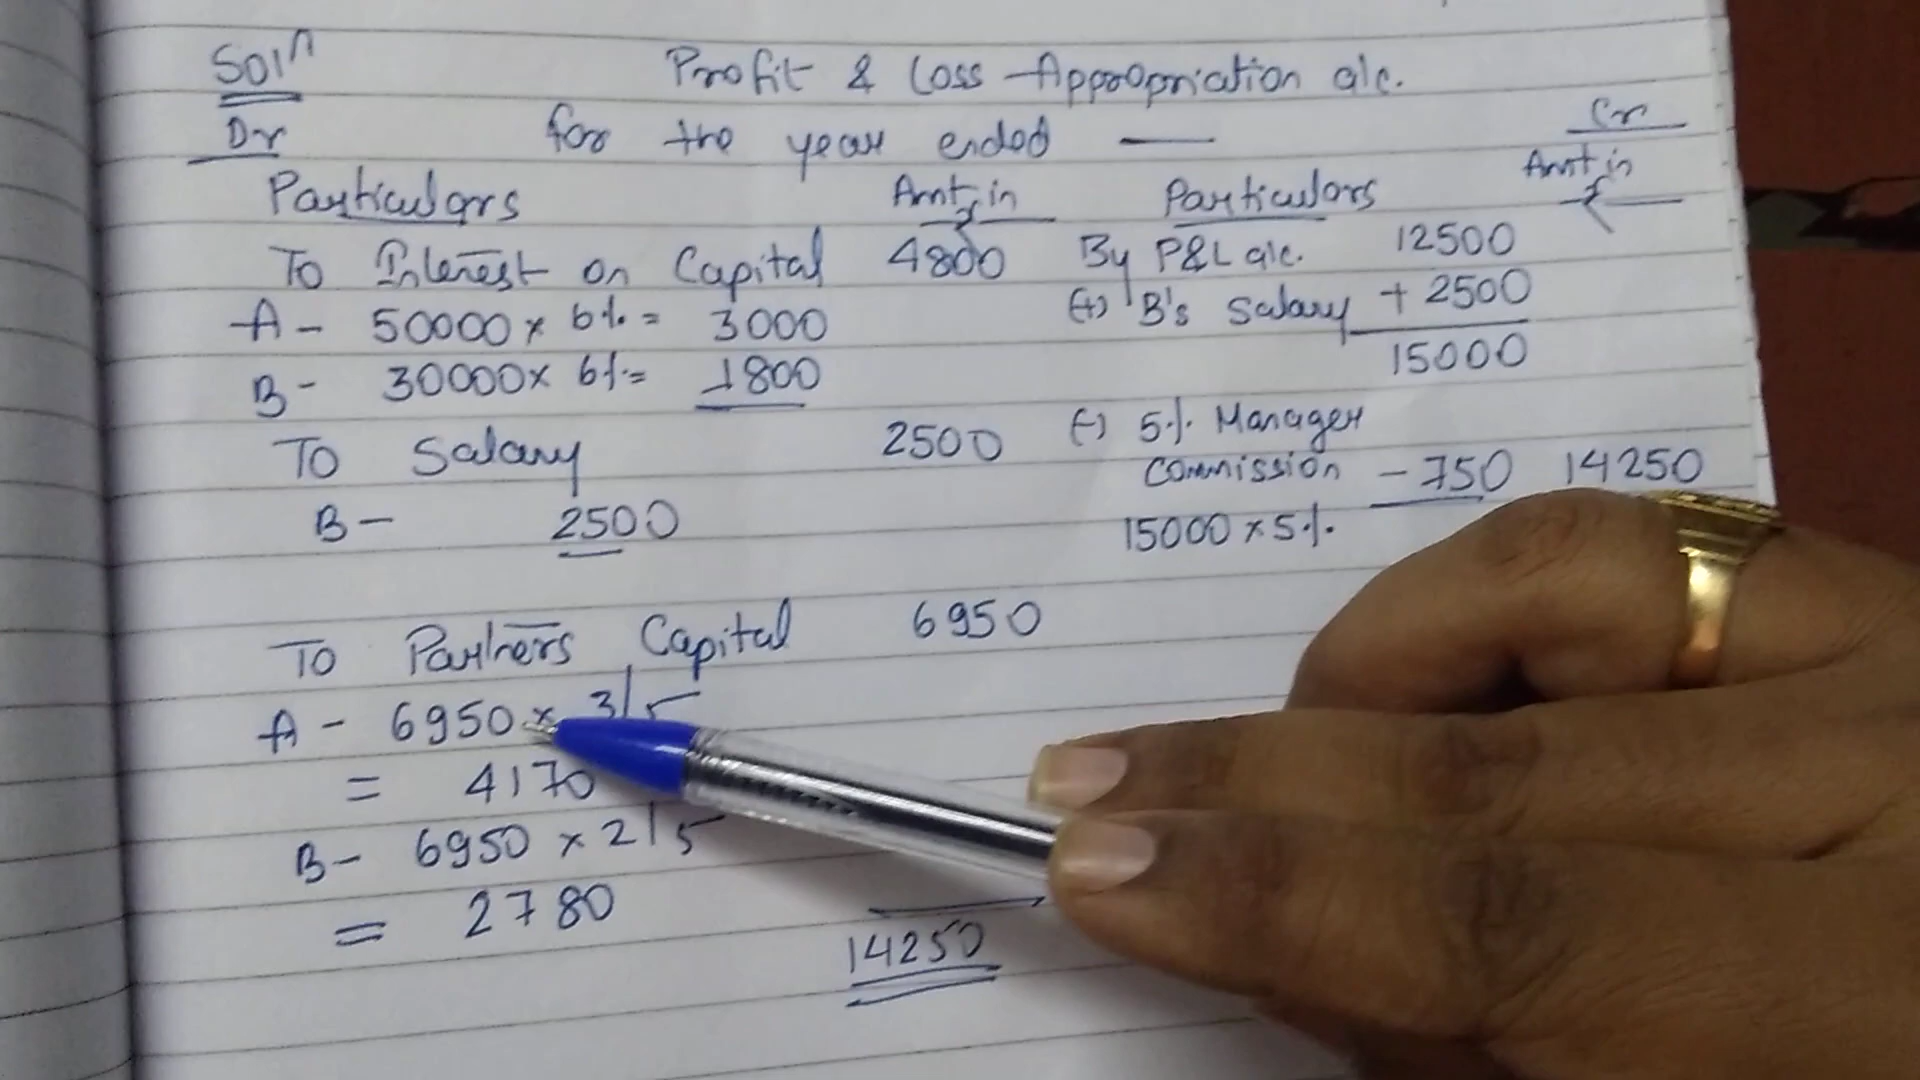 Soln Profit & Loss Appropriation a/c.
Dr for the year ended — Cr
Particulars Amt in ₹ Particulars Amt in ₹
To Interest on Capital 4800 By P&L a/c. 12500
A - 50000 x 6% = 3000 (+) B's Salary + 2500
B - 30000 x 6% = 1800 15000
To Salary 2500 (-) 5% Manager
B - 2500 Commission - 750 14250
15000 x 5%
To Partners Capital 6950
A - 6950 x 3/5
= 4170
B - 6950 x 2/5
= 2780
14250